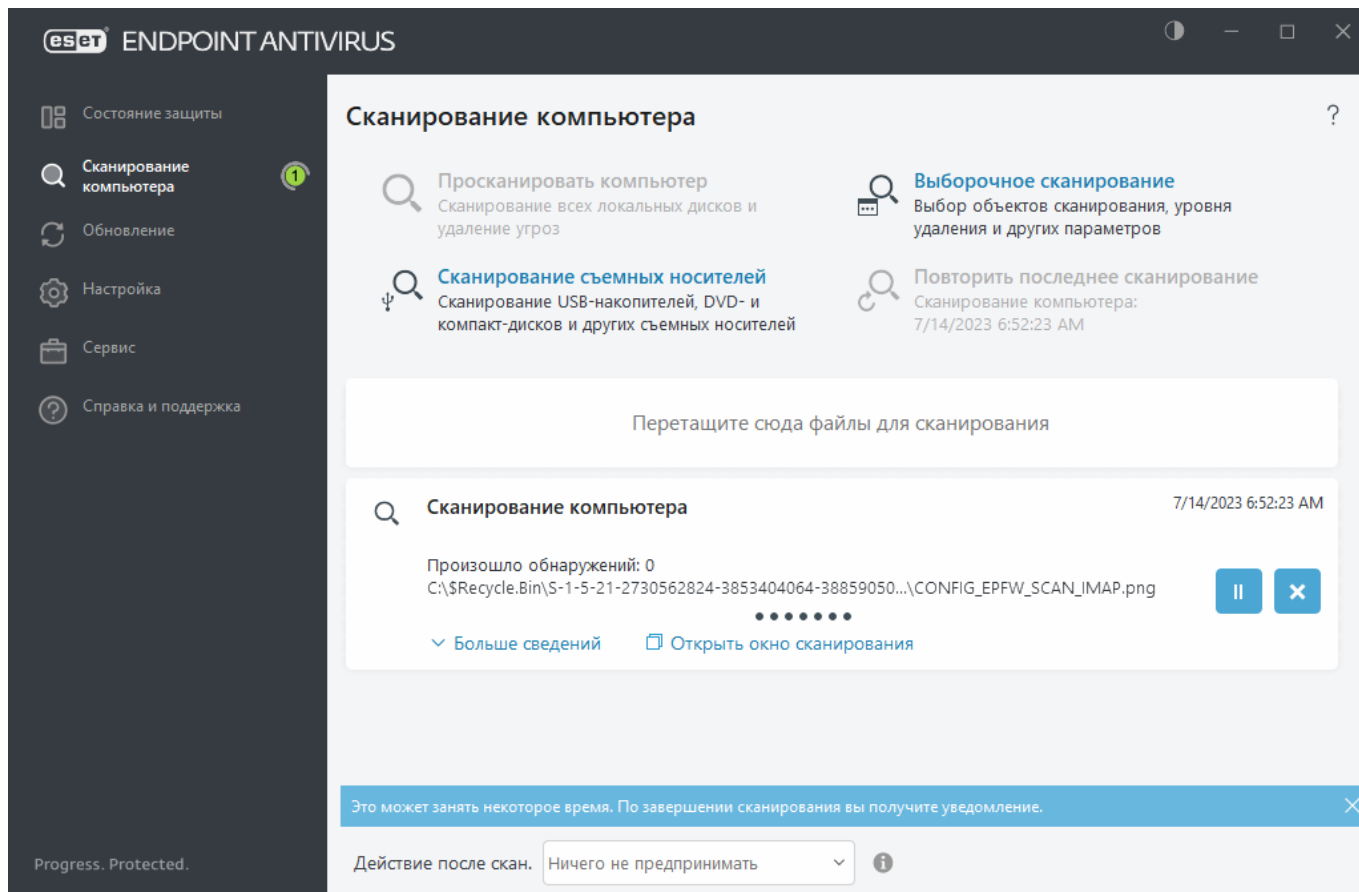 eset ENDPOINT ANTIVIRUS
Состояние защиты
Сканирование
компьютера
1
Обновление
Настройка
Сервис
Справка и поддержка
Progress. Protected.
Сканирование компьютера
?
Просканировать компьютер
Сканирование всех локальных дисков и
удаление угроз
Выборочное сканирование
Выбор объектов сканирования, уровня
удаления и других параметров
Сканирование съемных носителей
Сканирование USB-накопителей, DVD- и
компакт-дисков и других съемных носителей
Повторить последнее сканирование
Сканирование компьютера:
7/14/2023 6:52:23 AM
Перетащите сюда файлы для сканирования
Сканирование компьютера
7/14/2023 6:52:23 AM
Произошло обнаружений: 0
C:\$Recycle.Bin\S-1-5-21-2730562824-3853404064-38859050...\CONFIG_EPFW_SCAN_IMAP.png
Больше сведений
Открыть окно сканирования
Это может занять некоторое время. По завершении сканирования вы получите уведомление.
Действие после скан. Ничего не предпринимать